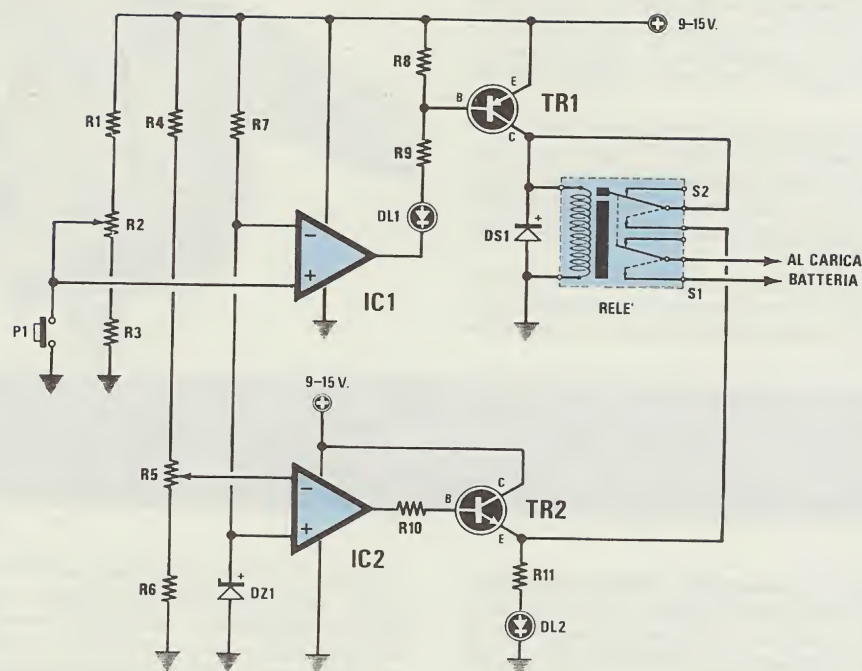 9-15 V.
R1
R4
R7
R8
E
B
TR1
C
R9
S2
R2
DL1
DS1
−
+
IC1
+
AL CARICA
BATTERIA
P1
R3
S1
RELE'
9-15 V.
R5
−
C
B
TR2
+
R10
E
IC2
R11
R6
+
DZ1
DL2